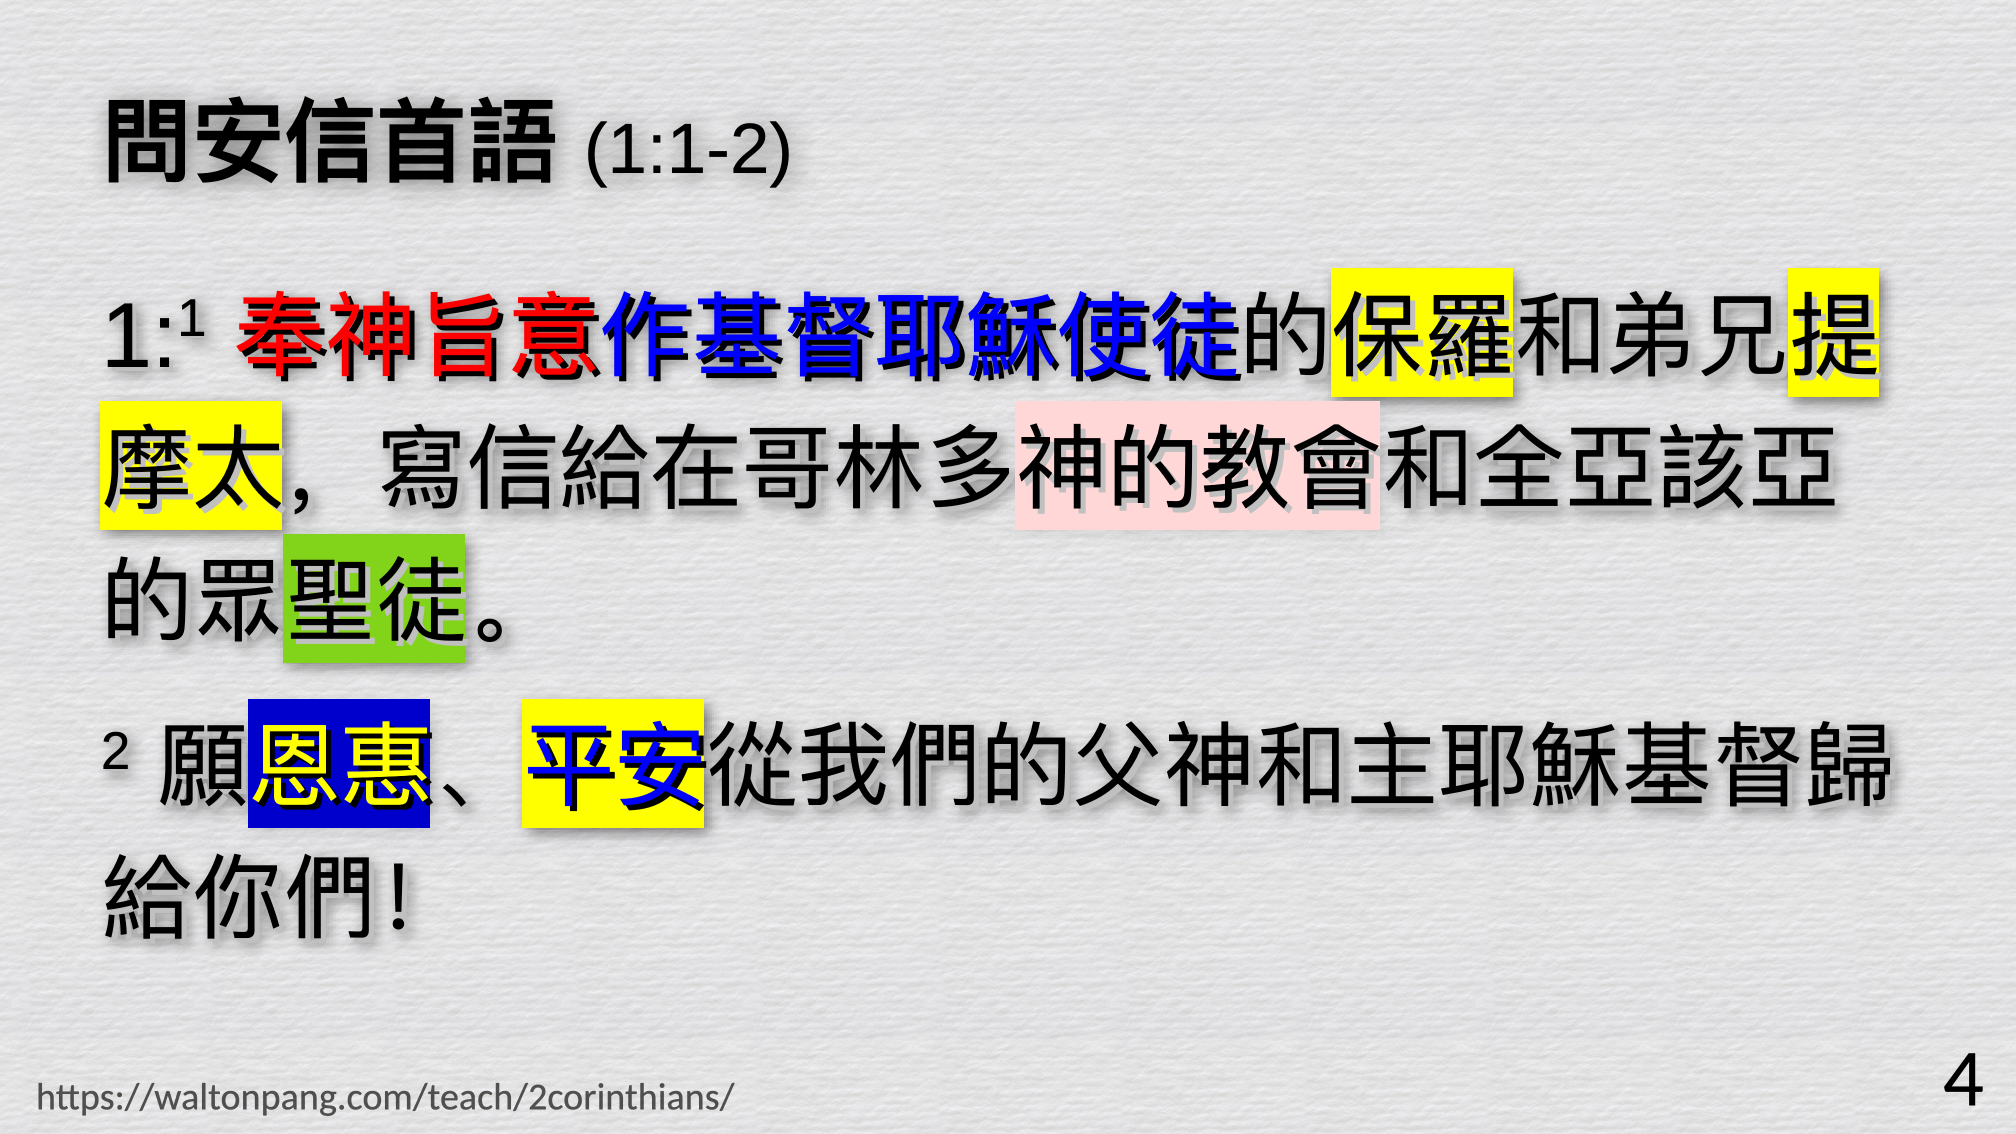 問安信首語 (1:1-2)
1:1 奉神旨意作基督耶穌使徒的保羅和弟兄提
摩太，寫信給在哥林多神的教會和全亞該亞
的眾聖徒。
2 願恩惠、平安從我們的父神和主耶穌基督歸
給你們！
https://waltonpang.com/teach/2corinthians/
4